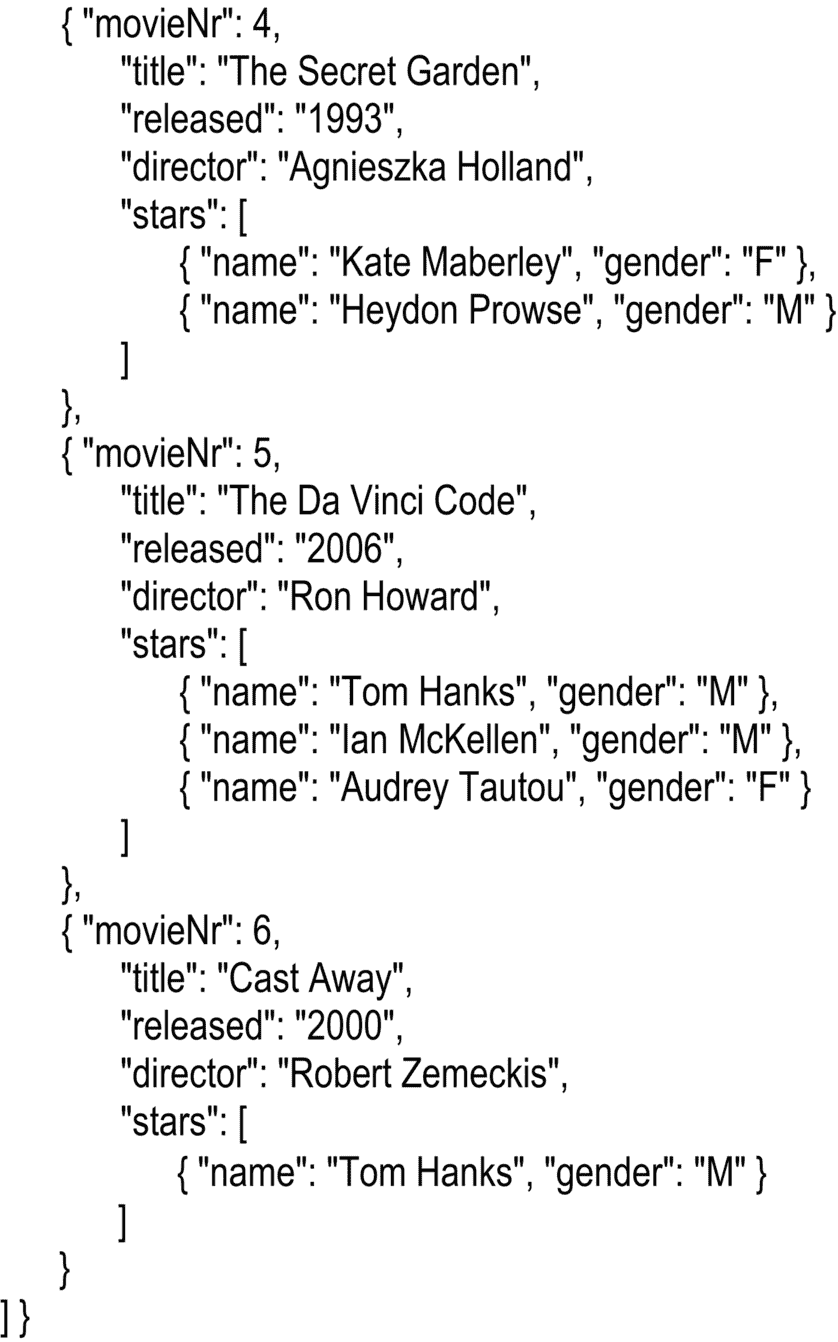 { "movieNr": 4,
"title": "The Secret Garden",
"released": "1993",
"director": "Agnieszka Holland",
"stars": [
{ "name": "Kate Maberley", "gender": "F" },
{ "name": "Heydon Prowse", "gender": "M" }
]
},
{ "movieNr": 5,
"title": "The Da Vinci Code",
"released": "2006",
"director": "Ron Howard",
"stars": [
{ "name": "Tom Hanks", "gender": "M" },
{ "name": "Ian McKellen", "gender": "M" },
{ "name": "Audrey Tautou", "gender": "F" }
]
},
{ "movieNr": 6,
"title": "Cast Away",
"released": "2000",
"director": "Robert Zemeckis",
"stars": [
{ "name": "Tom Hanks", "gender": "M" }
]
}
] }